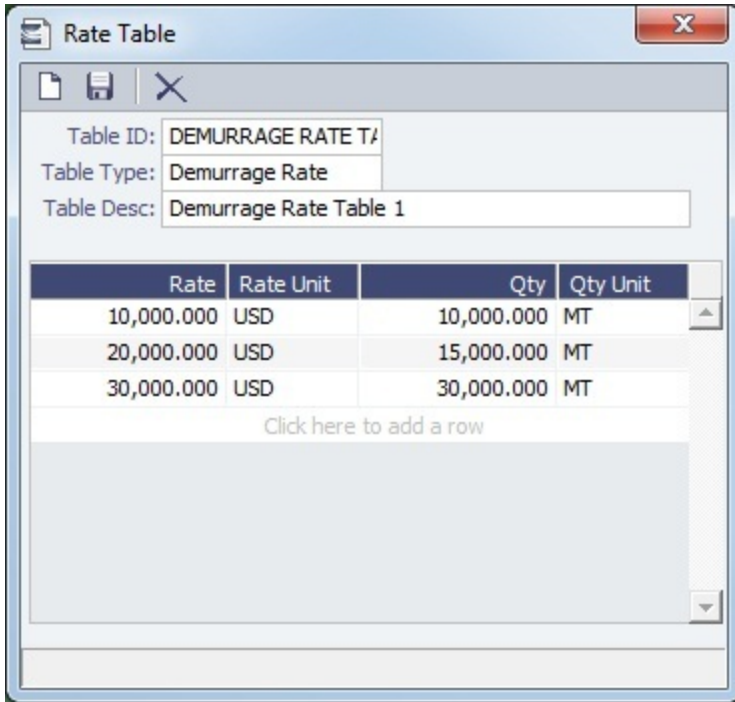 Rate Table
Table ID: DEMURRAGE RATE
Table Type: Demurrage Rate
Table Desc: Demurrage Rate Table 1
Rate Rate Unit Qty Qty Unit
10,000.000 USD 10,000.000 MT
20,000.000 USD 15,000.000 MT
30,000.000 USD 30,000.000 MT
Click here to add a row